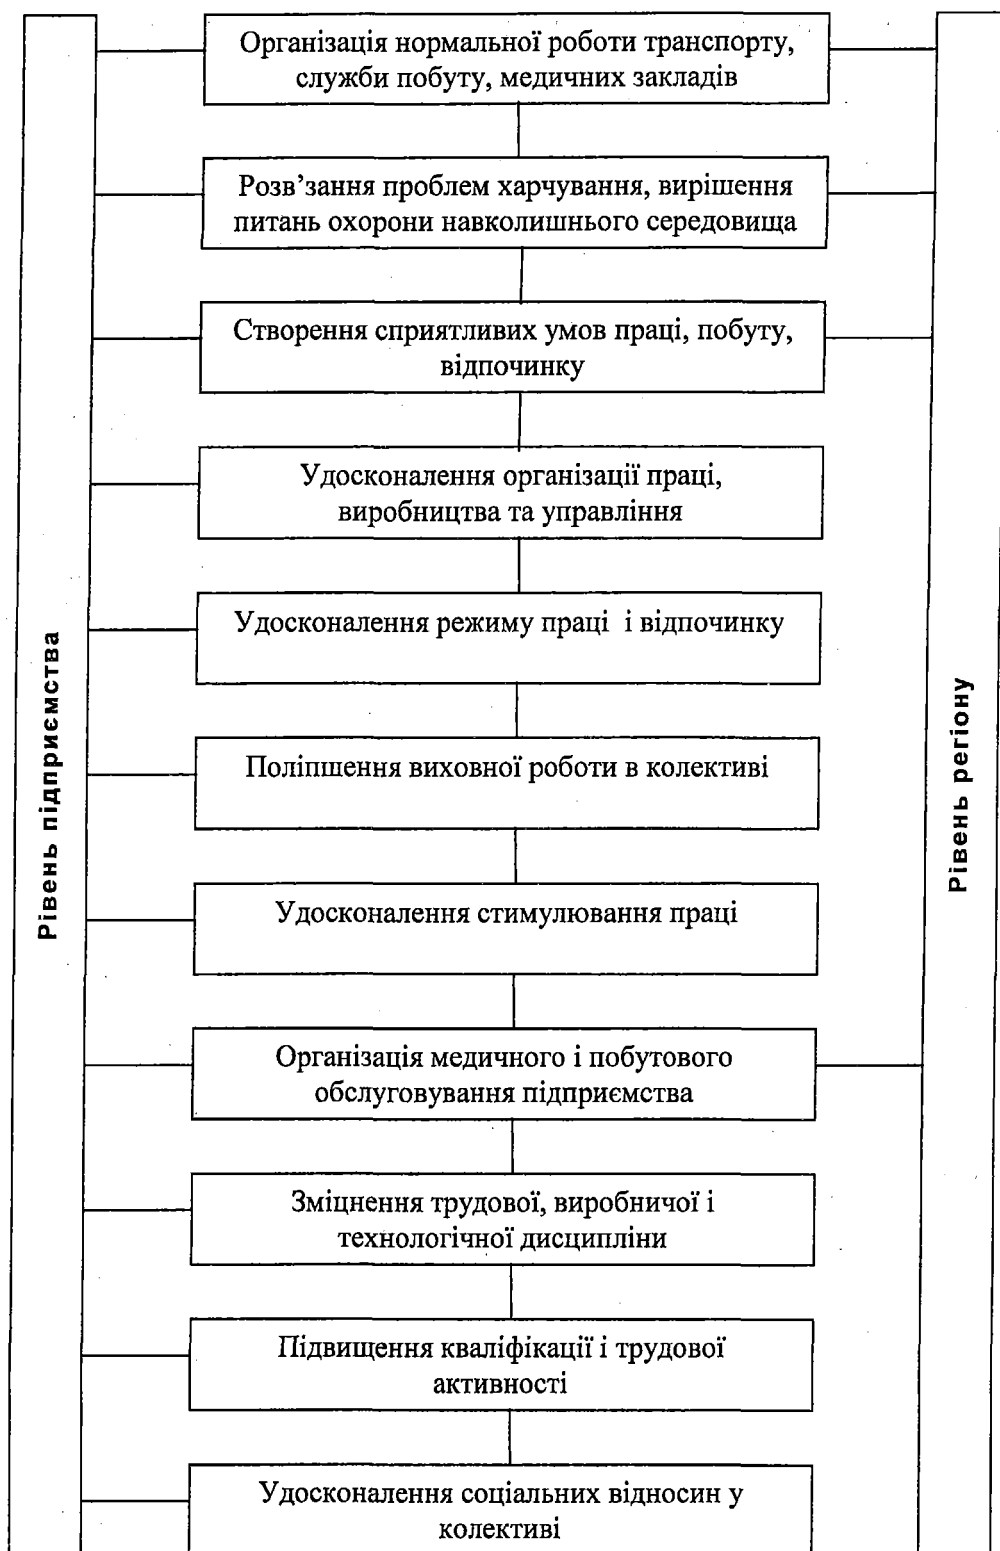 Організація нормальної роботи транспорту,
служби побуту, медичних закладів
Розв’язання проблем харчування, вирішення
питань охорони навколишнього середовища
Створення сприятливих умов праці, побуту,
відпочинку
Удосконалення організації праці,
виробництва та управління
Удосконалення режиму праці і відпочинку
Поліпшення виховної роботи в колективі
Удосконалення стимулювання праці
Організація медичного і побутового
обслуговування підприємства
Зміцнення трудової, виробничої і
технологічної дисципліни
Підвищення кваліфікації і трудової
активності
Удосконалення соціальних відносин у
колективі
Рівень підприємства
Рівень регіону